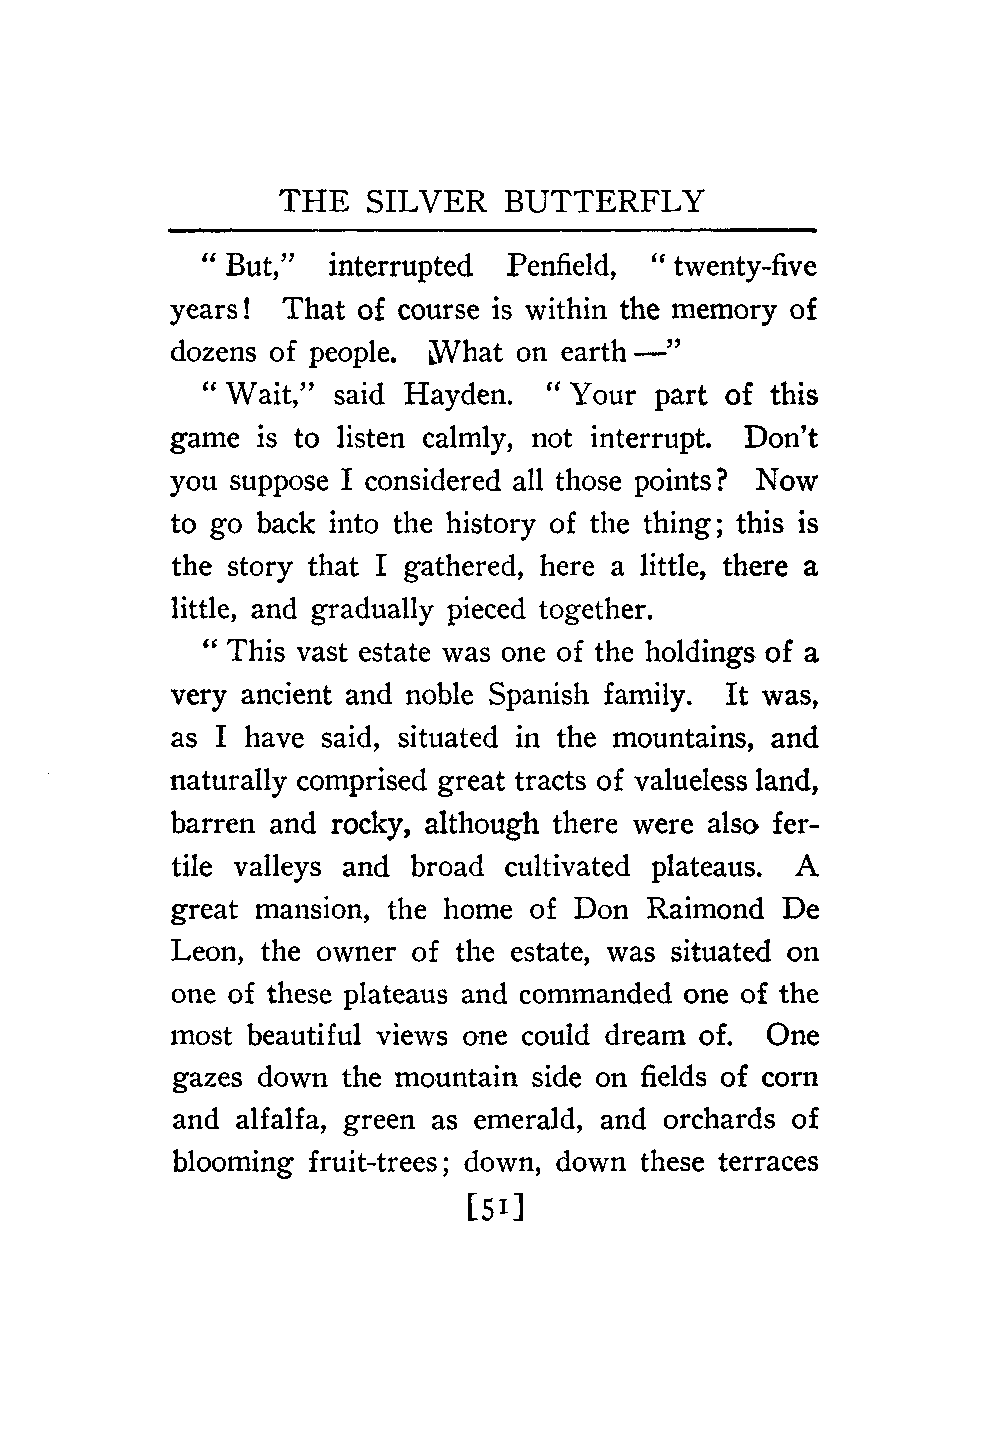 THE SILVER BUTTERFLY
“ But,” interrupted Penfield, “ twenty-five
years! That of course is within the memory of
dozens of people. What on earth —”
“ Wait,” said Hayden. “ Your part of this
game is to listen calmly, not interrupt. Don't
you suppose I considered all those points? Now
to go back into the history of the thing; this is
the story that I gathered, here a little, there a
little, and gradually pieced together.
“ This vast estate was one of the holdings of a
very ancient and noble Spanish family. It was,
as I have said, situated in the mountains, and
naturally comprised great tracts of valueless land,
barren and rocky, although there were also fer-
tile valleys and broad cultivated plateaus. A
great mansion, the home of Don Raimond De
Leon, the owner of the estate, was situated on
one of these plateaus and commanded one of the
most beautiful views one could dream of. One
gazes down the mountain side on fields of corn
and alfalfa, green as emerald, and orchards of
blooming fruit-trees; down, down these terraces
[51]